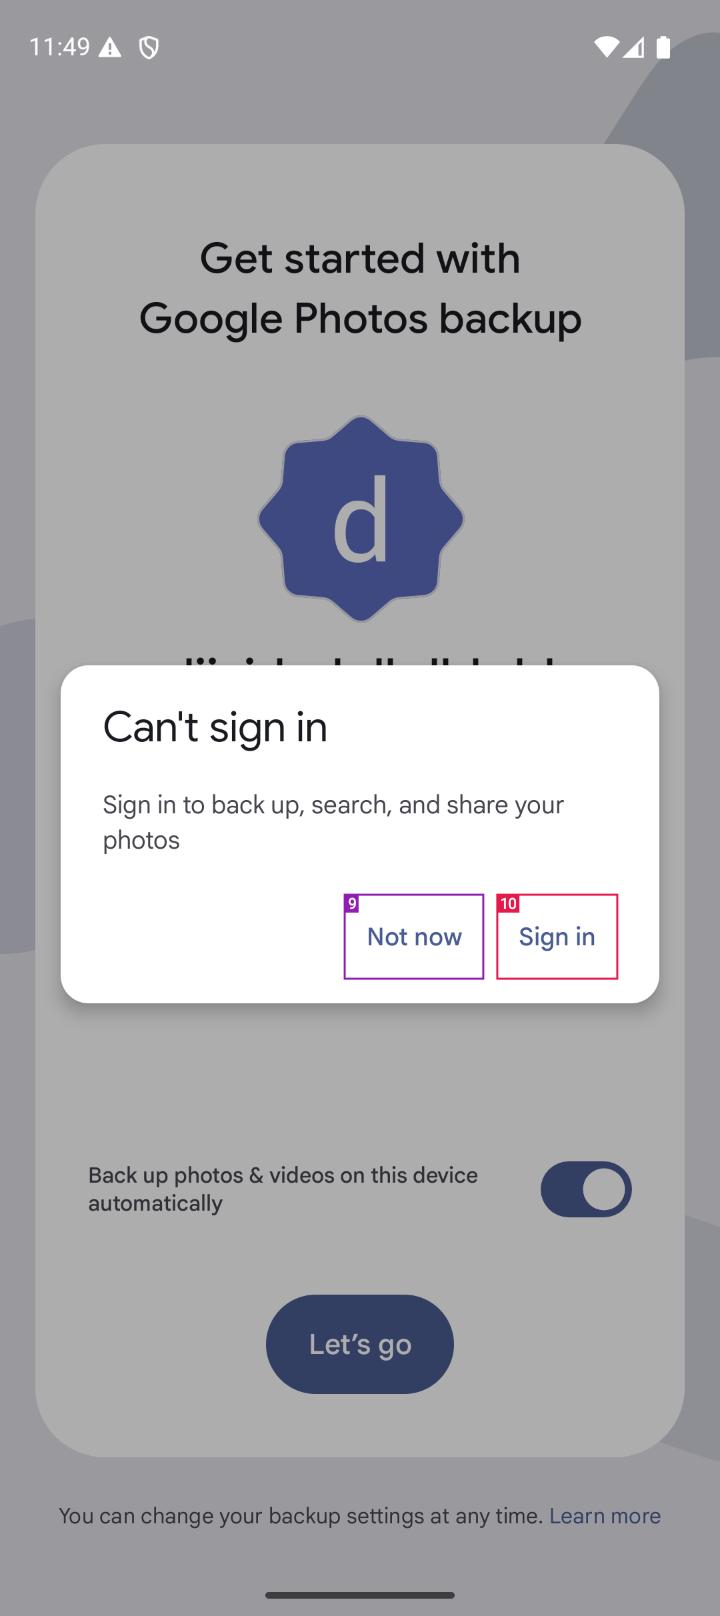 11:49
Get started with
Google Photos backup
d
Can't sign in
Sign in to back up, search, and share your
photos
9
Not now
10
Sign in
Back up photos & videos on this device
automatically
Let’s go
You can change your backup settings at any time. Learn more